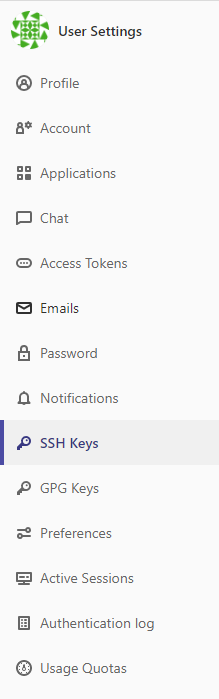 User Settings
Profile
Account
Applications
Chat
Access Tokens
Emails
Password
Notifications
SSH Keys
GPG Keys
Preferences
Active Sessions
Authentication log
Usage Quotas